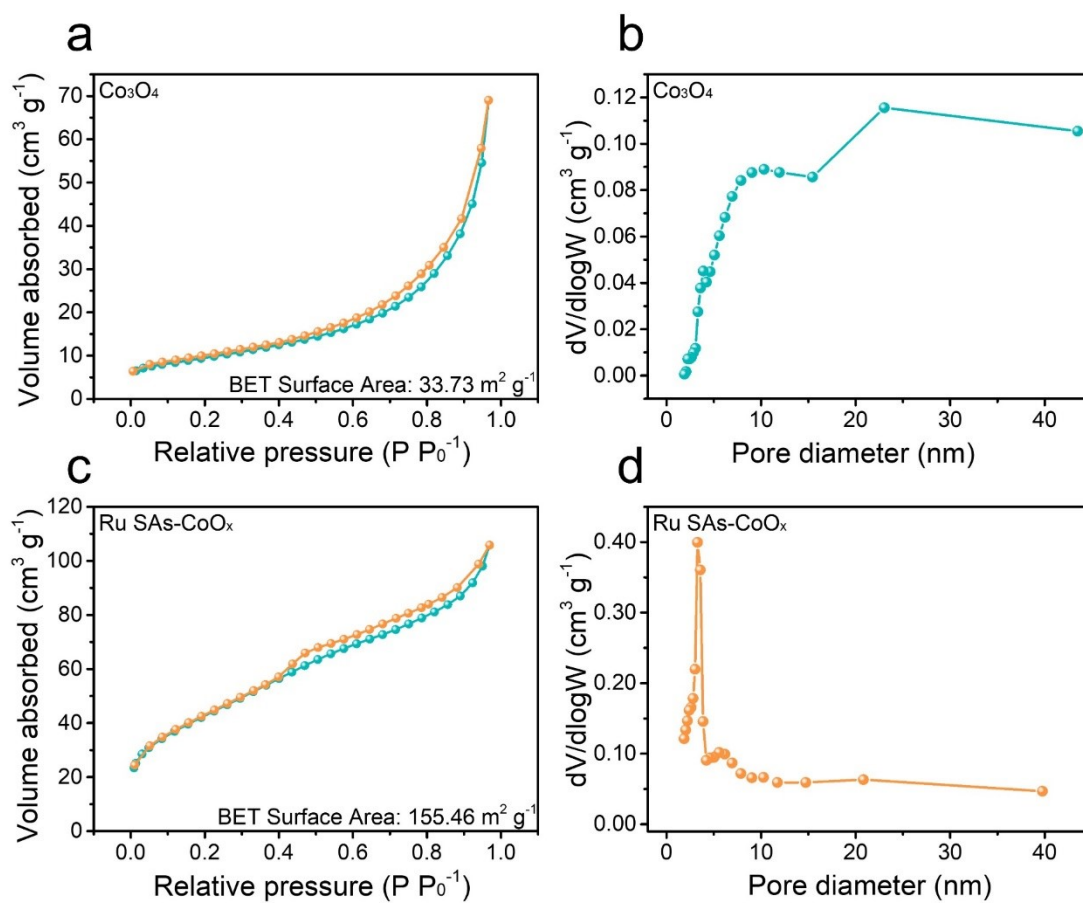 a
Co₃O₄
Volume absorbed (cm³ g⁻¹)
70
60
50
40
30
20
10
0
BET Surface Area: 33.73 m² g⁻¹
0.0 0.2 0.4 0.6 0.8 1.0
Relative pressure (P P₀⁻¹)
b
Co₃O₄
dV/dlogW (cm³ g⁻¹)
0.12
0.10
0.08
0.06
0.04
0.02
0.00
0 10 20 30 40
Pore diameter (nm)
c
Ru SAs-CoOₓ
Volume absorbed (cm³ g⁻¹)
120
100
80
60
40
20
0
BET Surface Area: 155.46 m² g⁻¹
0.0 0.2 0.4 0.6 0.8 1.0
Relative pressure (P P₀⁻¹)
d
Ru SAs-CoOₓ
dV/dlogW (cm³ g⁻¹)
0.40
0.30
0.20
0.10
0.00
0 10 20 30 40
Pore diameter (nm)